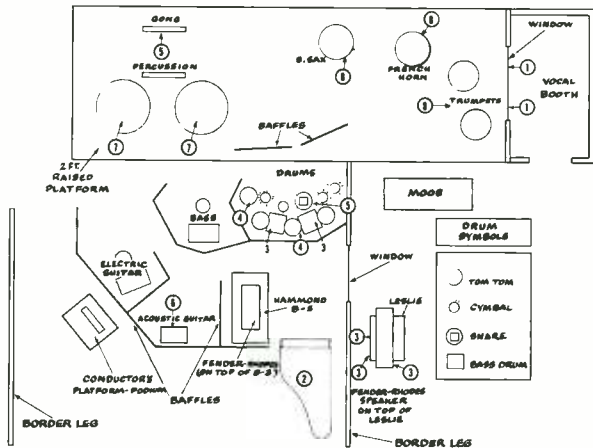 GONG
5
PERCUSSION
7
7
2 FT.
RAISED
PLATFORM
B. SAX
8
8
FRENCH
HORN
TRUMPETS
8
BAFFLES
WINDOW
1
1
VOCAL
BOOTH
DRUMS
4
3
4
3
5
BASS
MOOG
DRUM
SYMBOLS
TOM TOM
CYMBAL
SNARE
BASS DRUM
WINDOW
ELECTRIC
GUITAR
6
ACOUSTIC GUITAR
HAMMOND
CONDUCTOR'S
PLATFORM-PODIUM
BAFFLES
FENDER-RHODES
(ON TOP OF B-3)
2
LESLIE
3
3
3
FENDER-RHODES
SPEAKER
ON TOP OF
LESLIE
BORDER LEG
BORDER LEG